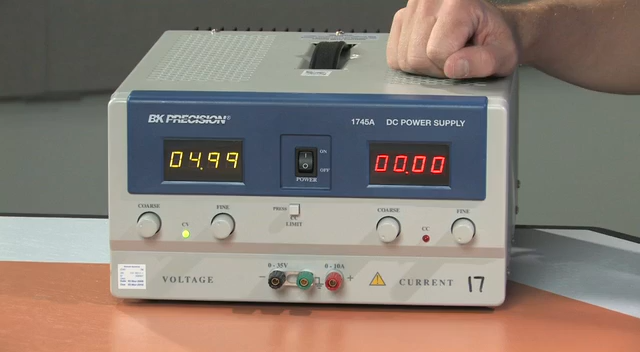 BK PRECISION®
1745A DC POWER SUPPLY
04.99
00.00
ON
OFF
POWER
COARSE
FINE
CV
PRESS
LIMIT
COARSE
FINE
CC
VOLTAGE
− 0 - 35V
0 - 10A +
CURRENT
17